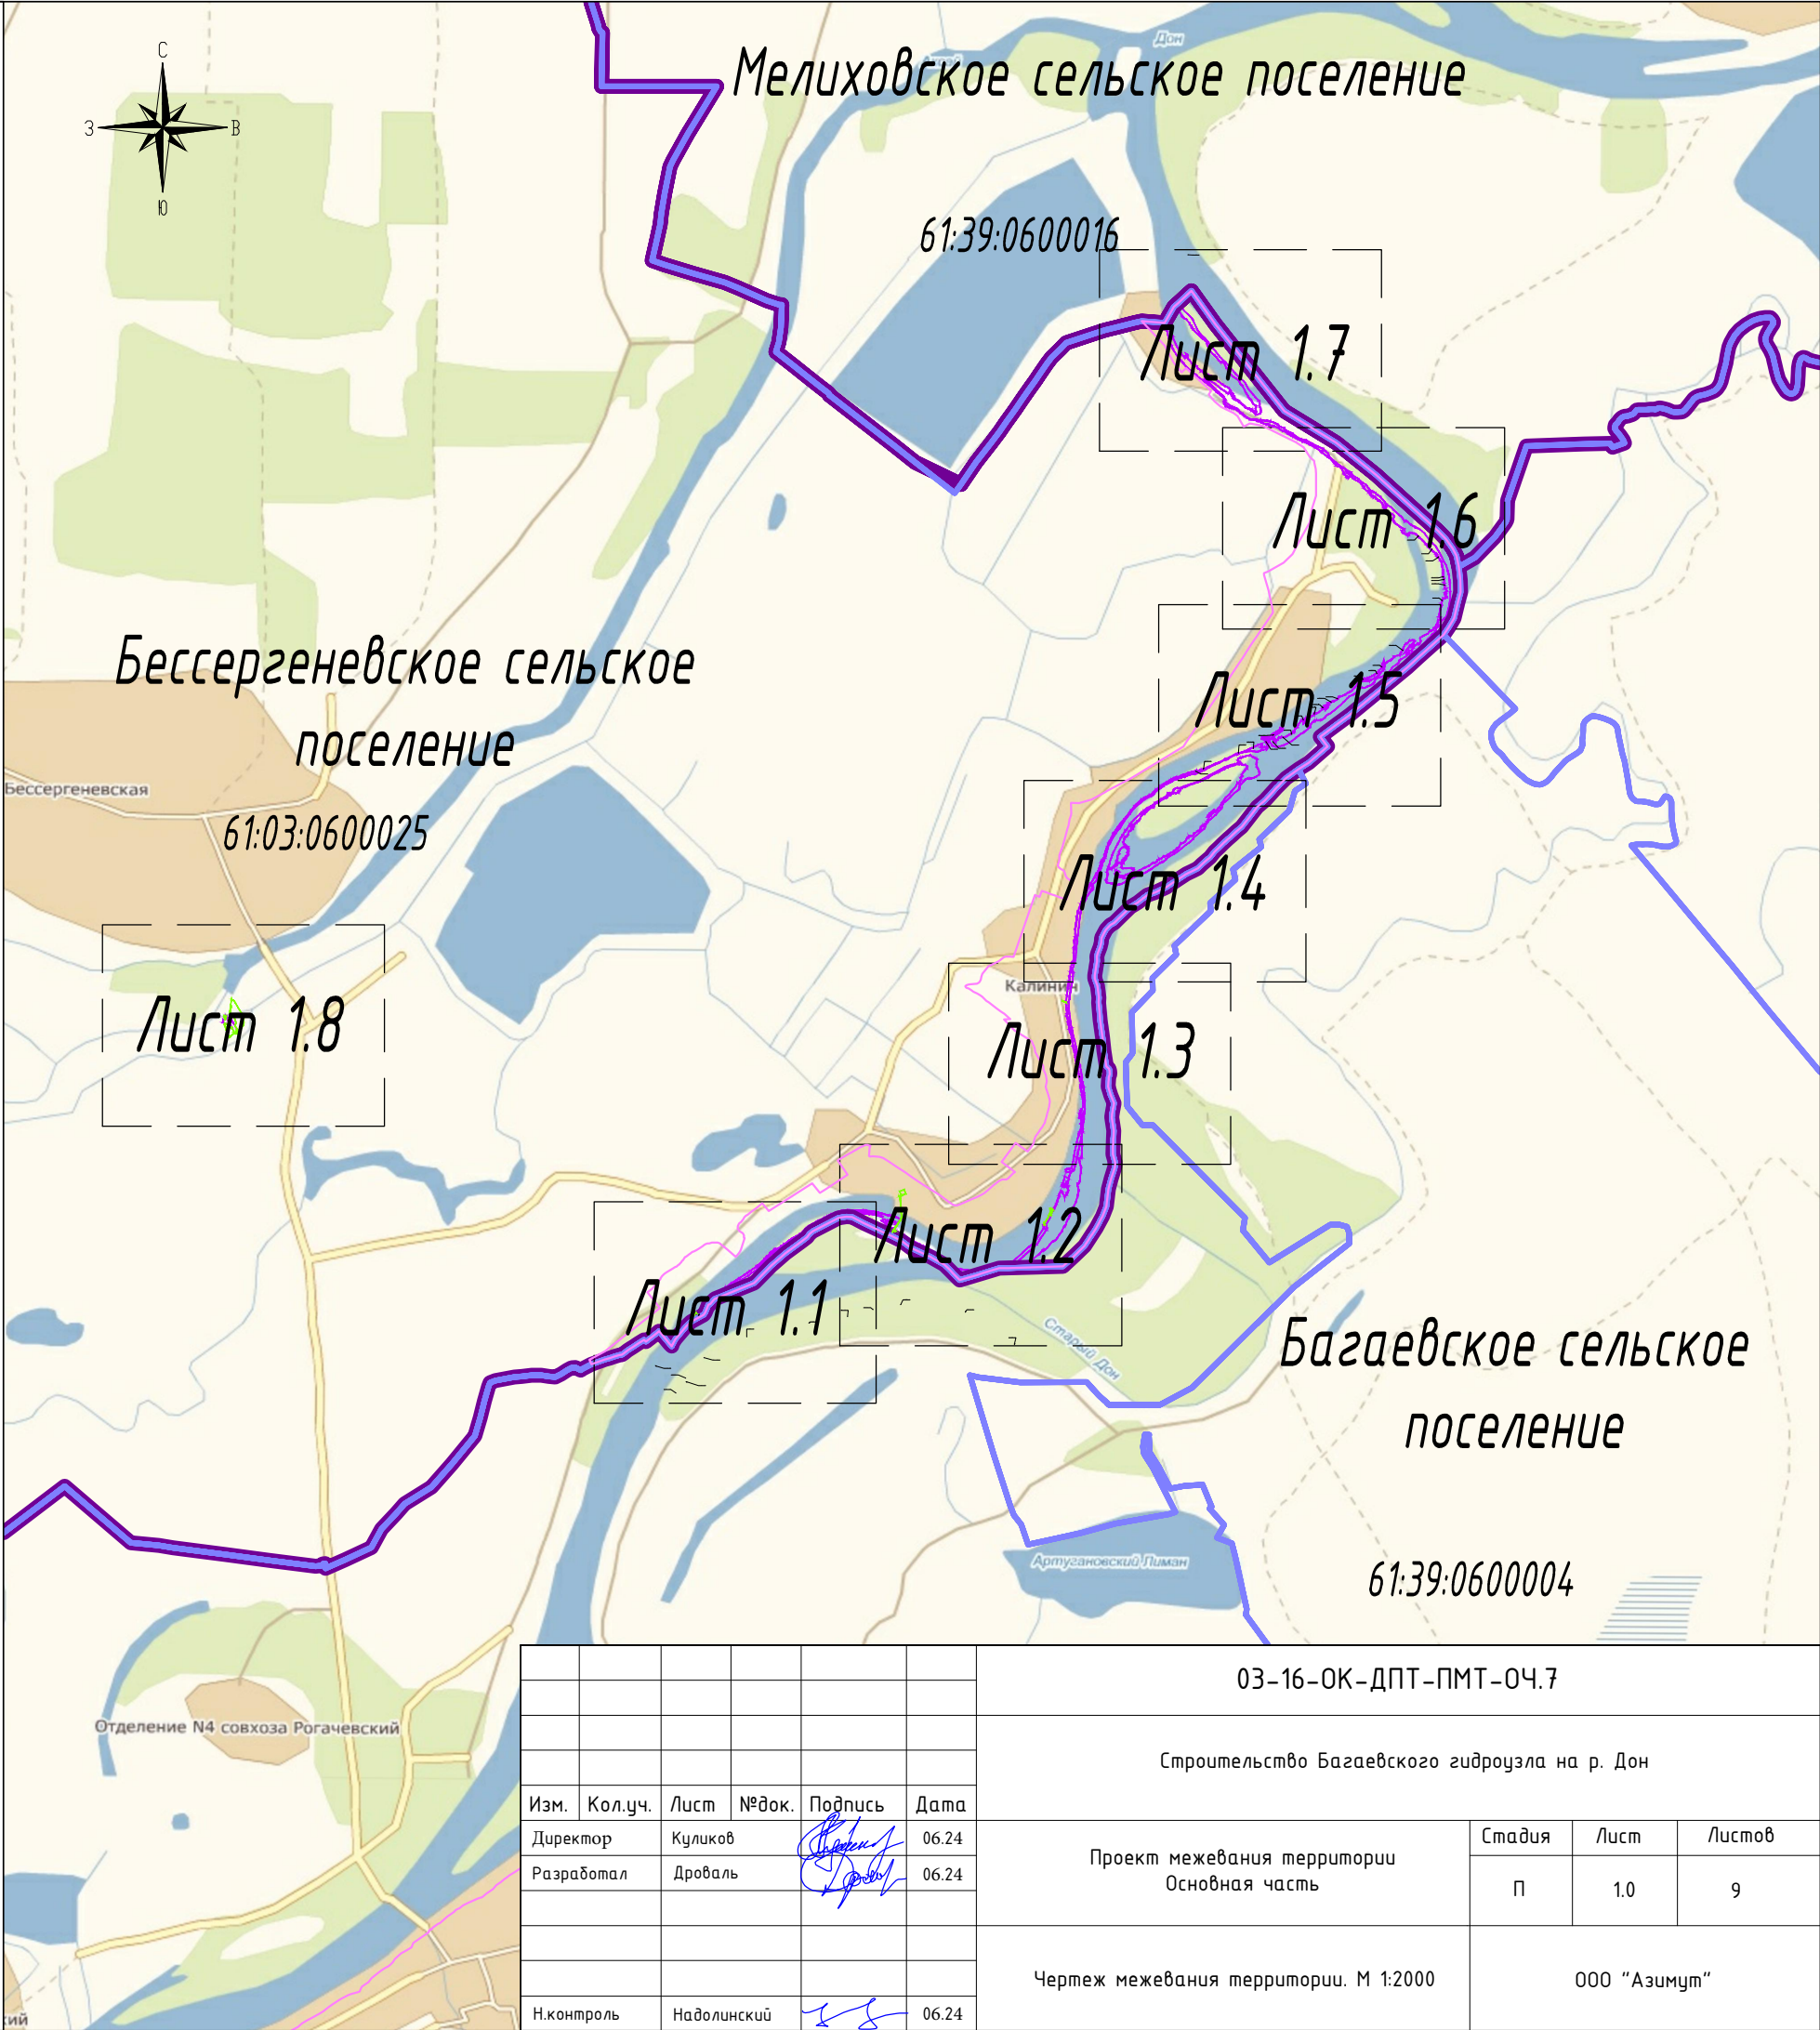 Дон
Мелиховское сельское поселение
С
З
В
Ю
61:39:0600016
Лист 1.7
Лист 1.6
Бессергеневское сельское
поселение
Лист 1.5
Бессергеневская
61:03:0600025
Лист 1.4
Калинин
Лист 1.8
Лист 1.3
Лист 1.2
Лист 1.1
Старый Дон
Багаевское сельское
поселение
Артугановский Лиман
61:39:0600004
Отделение N4 совхоза Рогачевский
ский
03-16-ОК-ДПТ-ПМТ-ОЧ.7
Строительство Багаевского гидроузла на р. Дон
Изм. Кол.уч. Лист №док. Подпись Дата
Директор Куликов 06.24
Разработал Дроваль 06.24
Проект межевания территории
Основная часть
Стадия Лист Листов
П 1.0 9
Чертеж межевания территории. М 1:2000
ООО "Азимут"
Н.контроль Надолинский 06.24